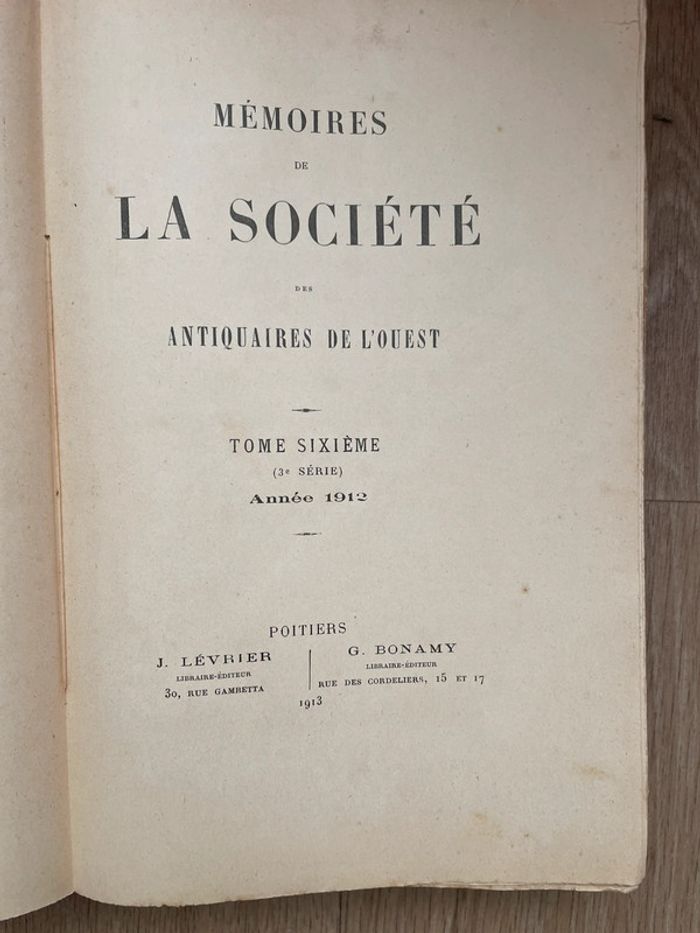 MÉMOIRES
DE
LA SOCIÉTÉ
DES
ANTIQUAIRES DE L'OUEST
TOME SIXIÈME
(3e SÉRIE)
Année 1912
POITIERS
J. LÉVRIER
LIBRAIRE-ÉDITEUR
30, RUE GAMBETTA
G. BONAMY
LIBRAIRE-ÉDITEUR
RUE DES CORDELIERS, 15 ET 17
1913